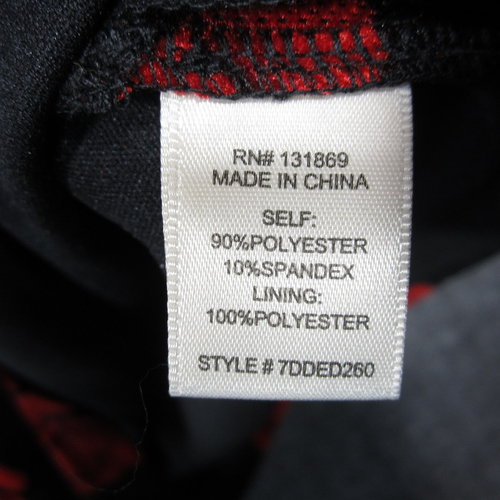 RN# 131869
MADE IN CHINA
SELF:
90%POLYESTER
10%SPANDEX
LINING:
100%POLYESTER
STYLE # 7DDED260